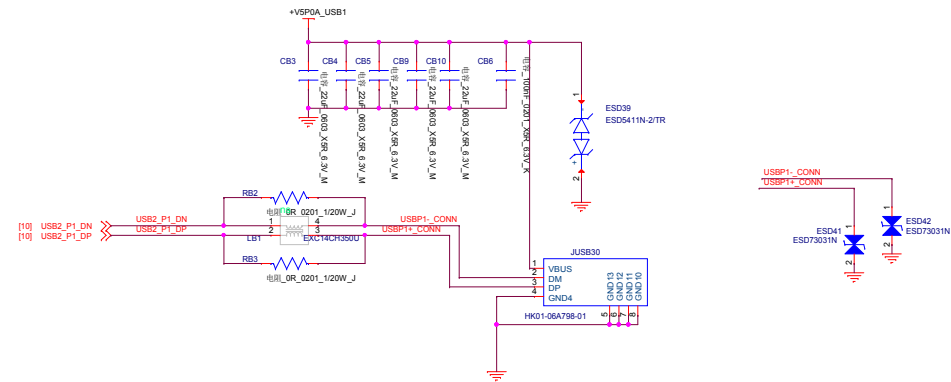 +V5P0A_USB1
CB3
CB4
CB5
CB9
CB10
CB6
电容_22uF_0603_X5R_6.3V_M
电容_22uF_0603_X5R_6.3V_M
电容_22uF_0603_X5R_6.3V_M
电容_22uF_0603_X5R_6.3V_M
电容_22uF_0603_X5R_6.3V_M
电容_100nF_0201_X5R_6.3V_K
1
ESD39
ESD5411N-2/TR
2
USBP1-_CONN
USBP1+_CONN
RB2
电阻_0R_0201_1/20W_J
[10] USB2_P1_DN
USB2_P1_DN
1
4
USBP1-_CONN
[10] USB2_P1_DP
USB2_P1_DP
2
3
USBP1+_CONN
LB1
EXC14CH350U
RB3
电阻_0R_0201_1/20W_J
1
ESD42
ESD73031N
2
1
ESD41
ESD73031N
2
JUSB30
1
VBUS
2
DM
3
DP
4
GND4
GND13
GND12
GND11
GND10
5
6
7
8
HK01-06A798-01